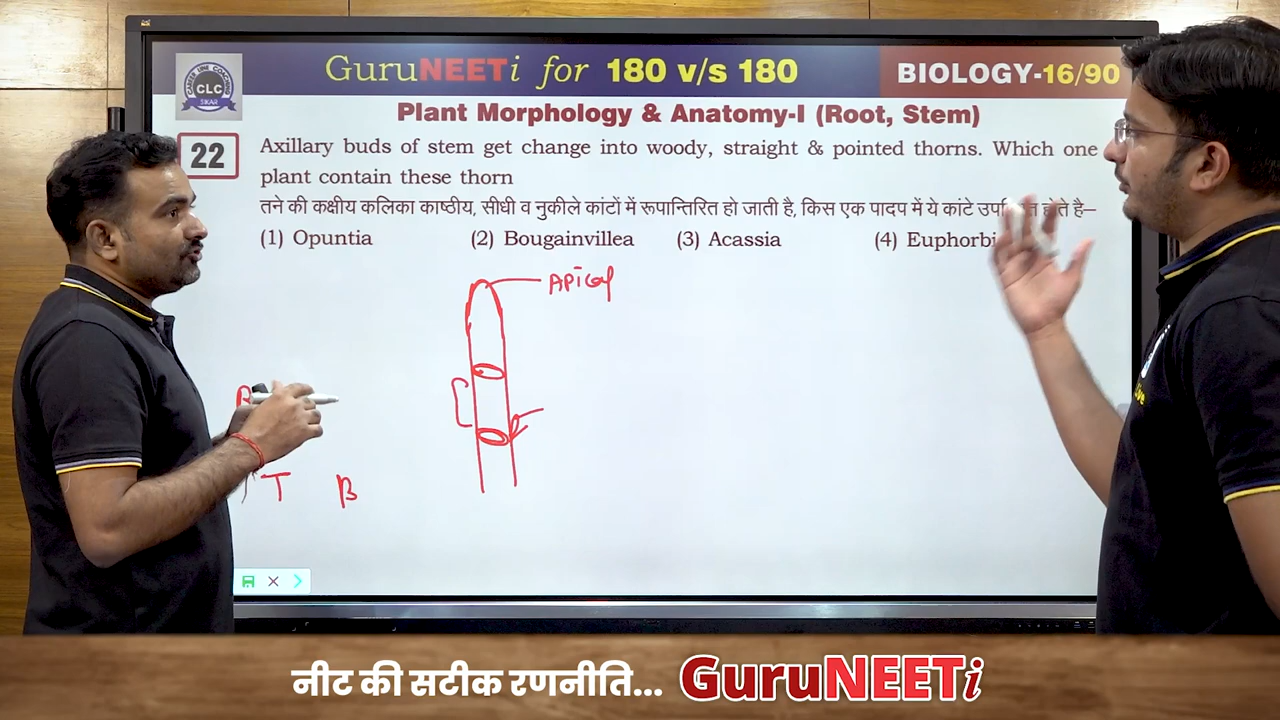 GuruNEETi for 180 v/s 180
BIOLOGY-16/90
CLC
SIKAR
Plant Morphology & Anatomy-I (Root, Stem)
22
Axillary buds of stem get change into woody, straight & pointed thorns. Which one
plant contain these thorn
तने की कक्षीय कलिका काष्ठीय, सीधी व नुकीले कांटों में रूपान्तिरित हो जाती है, किस एक पादप में ये कांटे होते है–
(1) Opuntia (2) Bougainvillea (3) Acassia (4) Euphorbi
Apical
T B
नीट की सटीक रणनीति... GuruNEETi